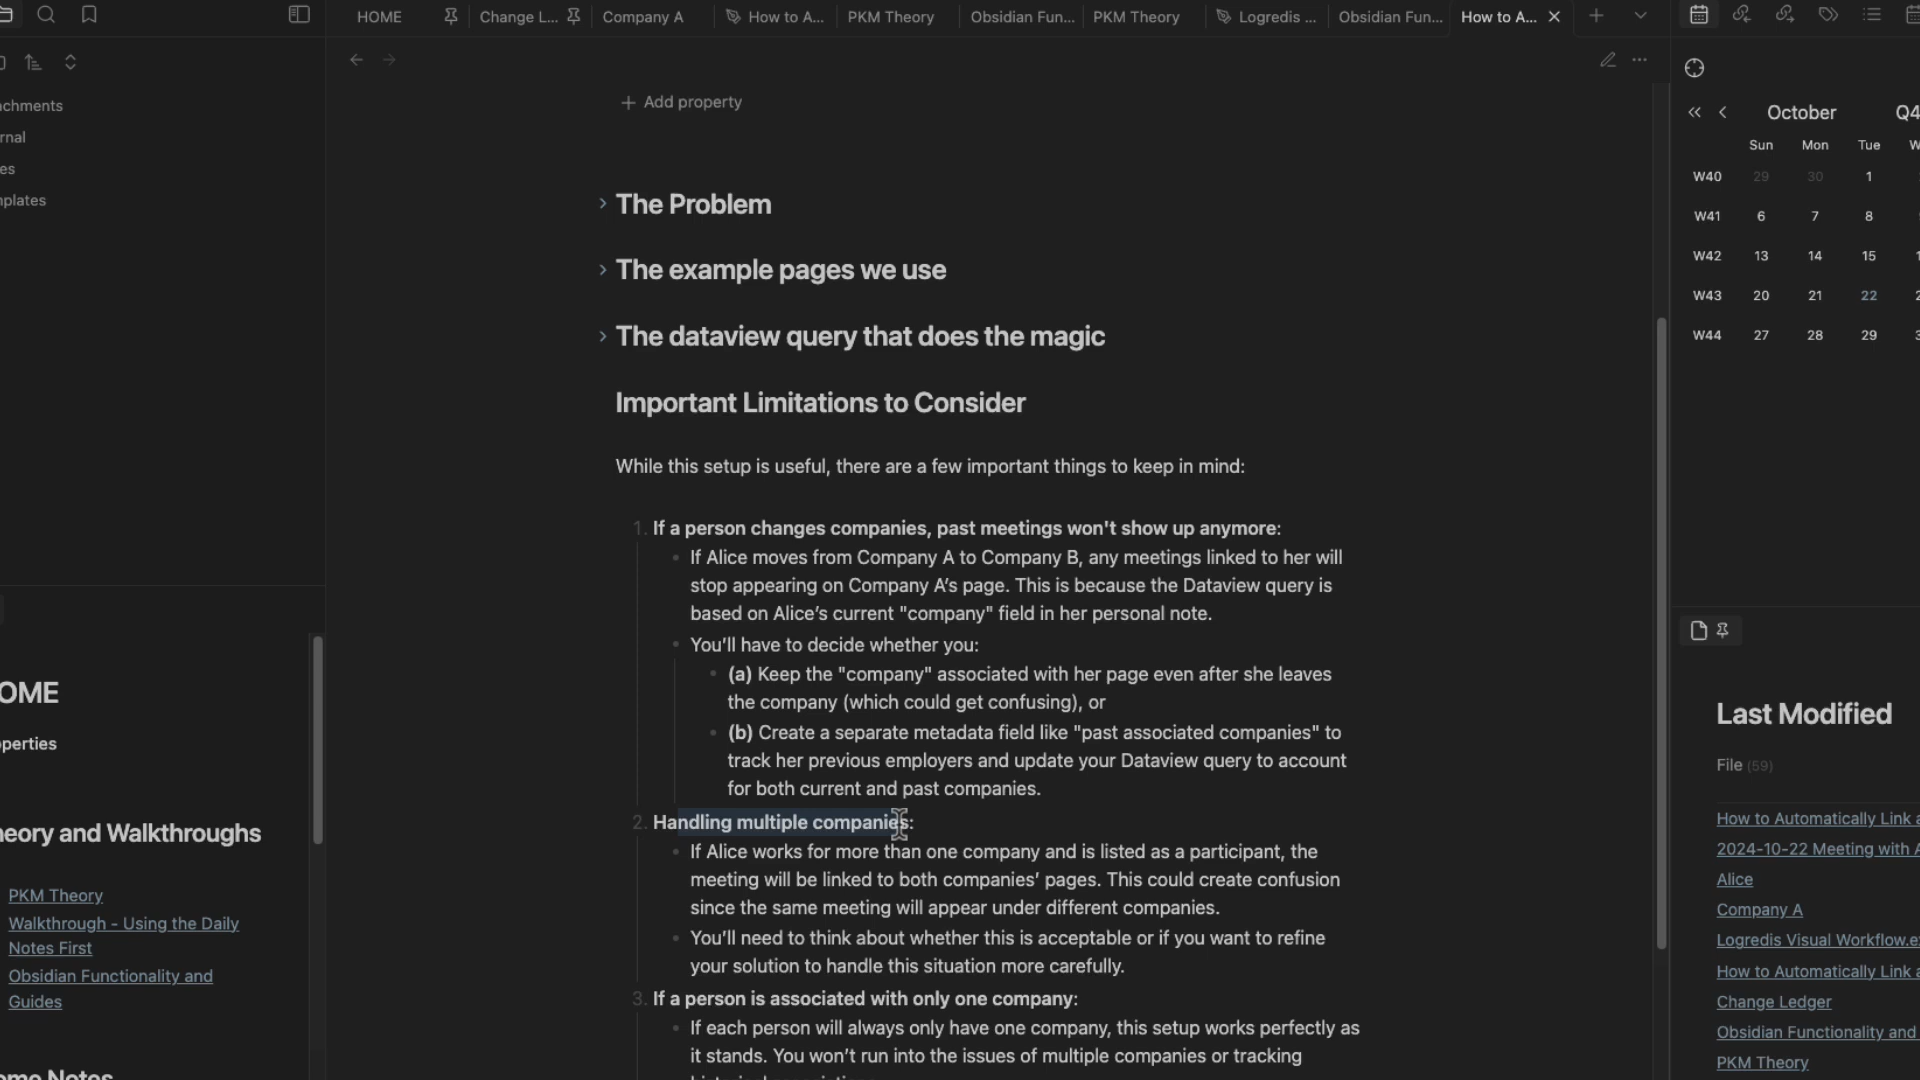 HOME
Change L...
Company A
How to A...
PKM Theory
Obsidian Fun...
PKM Theory
Logredis ...
Obsidian Fun...
How to A...
chments
rnal
es
nplates
OME
perties
eory and Walkthroughs
PKM Theory
Walkthrough - Using the Daily
Notes First
Obsidian Functionality and
Guides
ome Notes
+ Add property
The Problem
The example pages we use
The dataview query that does the magic
Important Limitations to Consider
While this setup is useful, there are a few important things to keep in mind:
1. If a person changes companies, past meetings won't show up anymore:
• If Alice moves from Company A to Company B, any meetings linked to her will
stop appearing on Company A's page. This is because the Dataview query is
based on Alice's current "company" field in her personal note.
• You'll have to decide whether you:
• (a) Keep the "company" associated with her page even after she leaves
the company (which could get confusing), or
• (b) Create a separate metadata field like "past associated companies" to
track her previous employers and update your Dataview query to account
for both current and past companies.
2. Handling multiple companies:
• If Alice works for more than one company and is listed as a participant, the
meeting will be linked to both companies' pages. This could create confusion
since the same meeting will appear under different companies.
• You'll need to think about whether this is acceptable or if you want to refine
your solution to handle this situation more carefully.
3. If a person is associated with only one company:
• If each person will always only have one company, this setup works perfectly as
it stands. You won't run into the issues of multiple companies or tracking
October Q4
Sun Mon Tue W
W40 29 30 1
W41 6 7 8
W42 13 14 15
W43 20 21 22
W44 27 28 29
Last Modified
File (59)
How to Automatically Link a
2024-10-22 Meeting with A
Alice
Company A
Logredis Visual Workflow.e
How to Automatically Link a
Change Ledger
Obsidian Functionality and
PKM Theory